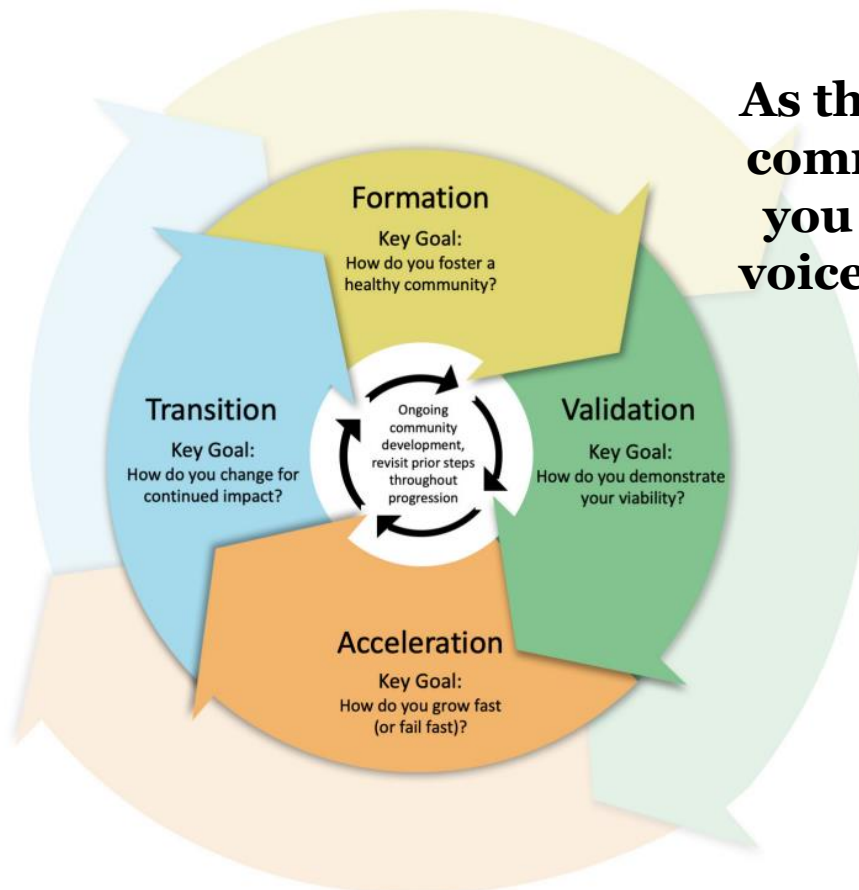 As th
comm
you
voice
Formation
Key Goal:
How do you foster a
healthy community?
Validation
Key Goal:
How do you demonstrate
your viability?
Acceleration
Key Goal:
How do you grow fast
(or fail fast)?
Transition
Key Goal:
How do you change for
continued impact?
Ongoing
community
development,
revisit prior steps
throughout
progression